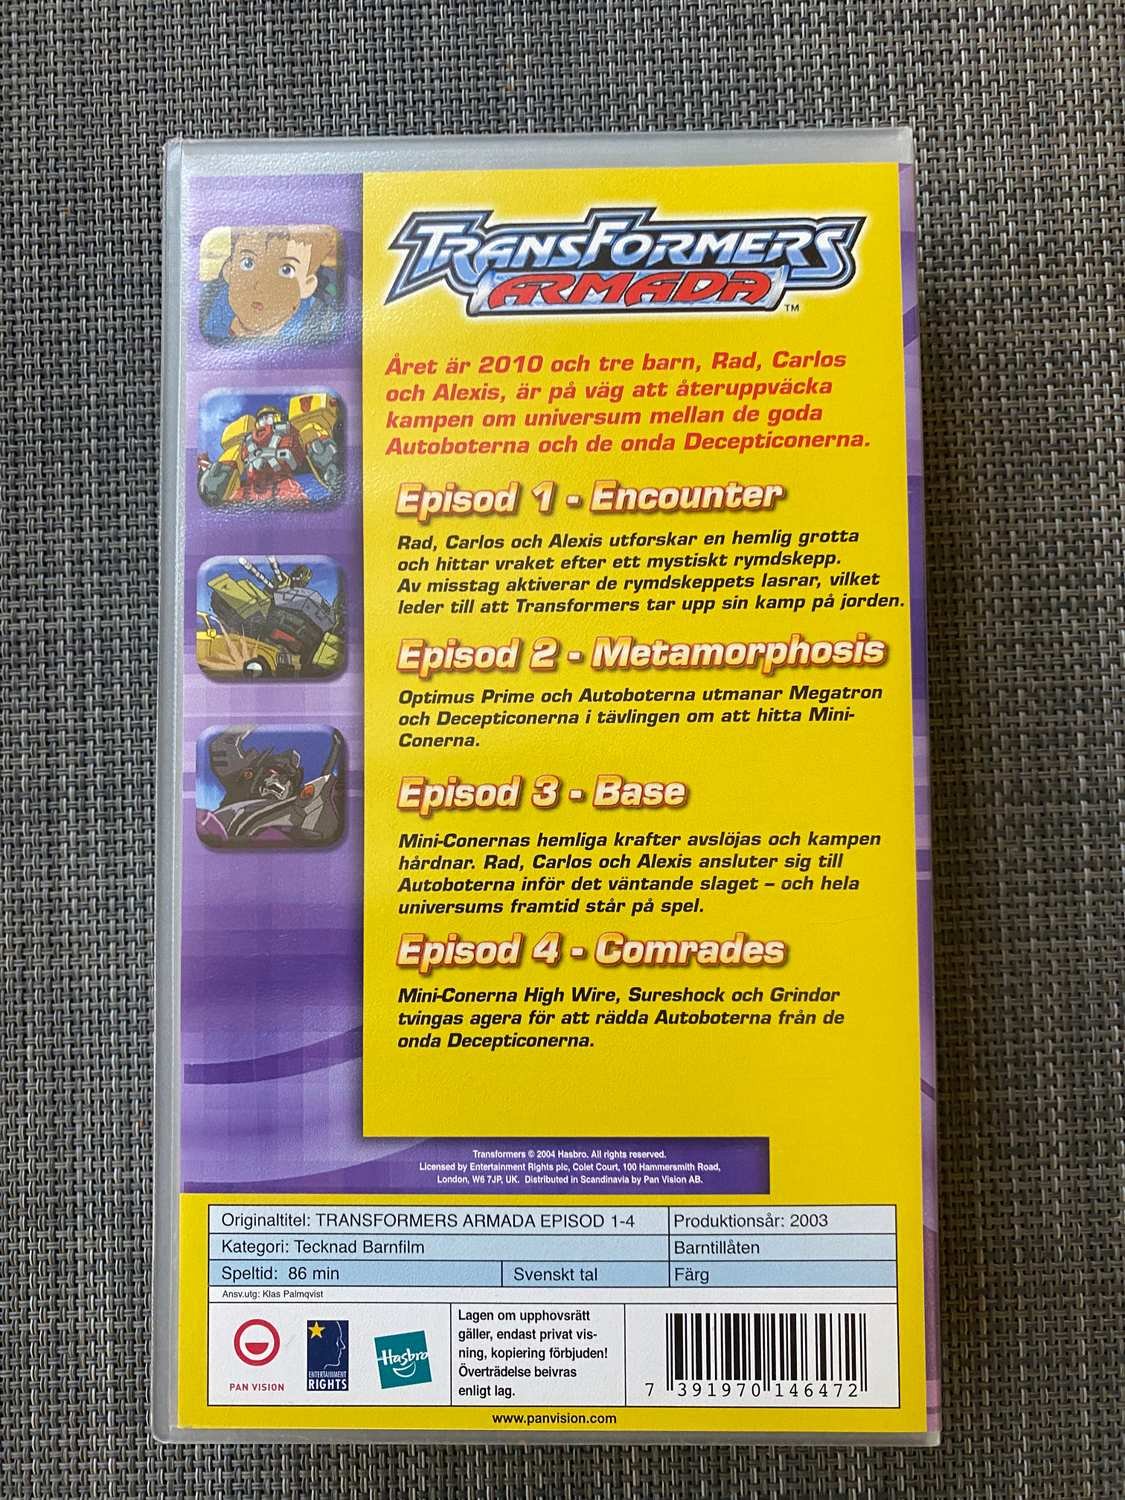 TRANSFORMERS
ARMADA™
Året är 2010 och tre barn, Rad, Carlos
och Alexis, är på väg att återuppväcka
kampen om universum mellan de goda
Autoboterna och de onda Decepticonerna.
Episod 1 - Encounter
Rad, Carlos och Alexis utforskar en hemlig grotta
och hittar vraket efter ett mystiskt rymdskepp.
Av misstag aktiverar de rymdskeppets lasrar, vilket
leder till att Transformers tar upp sin kamp på jorden.
Episod 2 - Metamorphosis
Optimus Prime och Autoboterna utmanar Megatron
och Decepticonerna i tävlingen om att hitta Mini-
Conerna.
Episod 3 - Base
Mini-Conernas hemliga krafter avslöjas och kampen
hårdnar. Rad, Carlos och Alexis ansluter sig till
Autoboterna inför det väntande slaget – och hela
universums framtid står på spel.
Episod 4 - Comrades
Mini-Conerna High Wire, Sureshock och Grindor
tvingas agera för att rädda Autoboterna från de
onda Decepticonerna.
Transformers © 2004 Hasbro. All rights reserved.
Licensed by Entertainment Rights plc, Colet Court, 100 Hammersmith Road,
London, W6 7JP, UK. Distributed in Scandinavia by Pan Vision AB.
Originaltitel: TRANSFORMERS ARMADA EPISOD 1-4
Produktionsår: 2003
Kategori: Tecknad Barnfilm
Barntillåten
Speltid: 86 min
Svenskt tal
Färg
Ansv.utg: Klas Palmqvist
PAN VISION
ENTERTAINMENT
RIGHTS
Hasbro
Lagen om upphovsrätt
gäller, endast privat vis-
ning, kopiering förbjuden!
Överträdelse beivras
enligt lag.
7 391970 146472
www.panvision.com